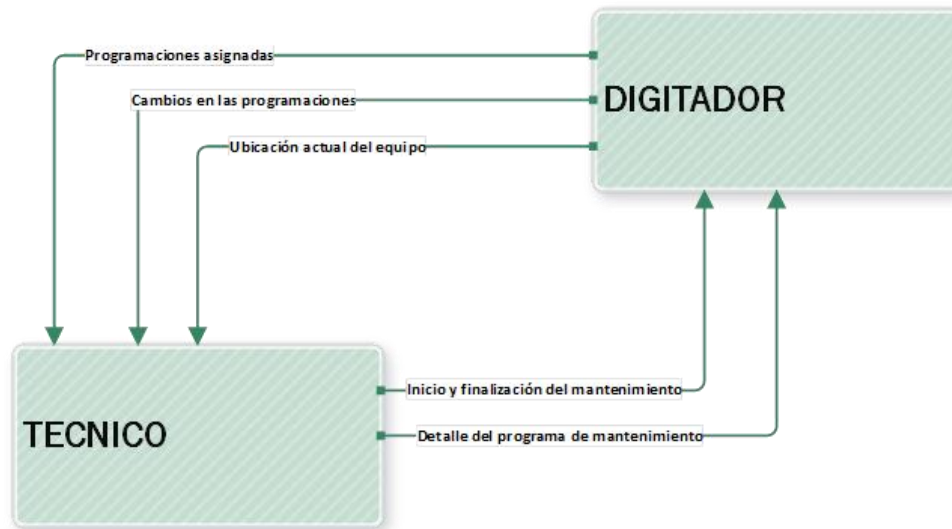 Programaciones asignadas
Cambios en las programaciones
DIGITADOR
Ubicación actual del equipo
Inicio y finalización del mantenimiento
TECNICO
Detalle del programa de mantenimiento